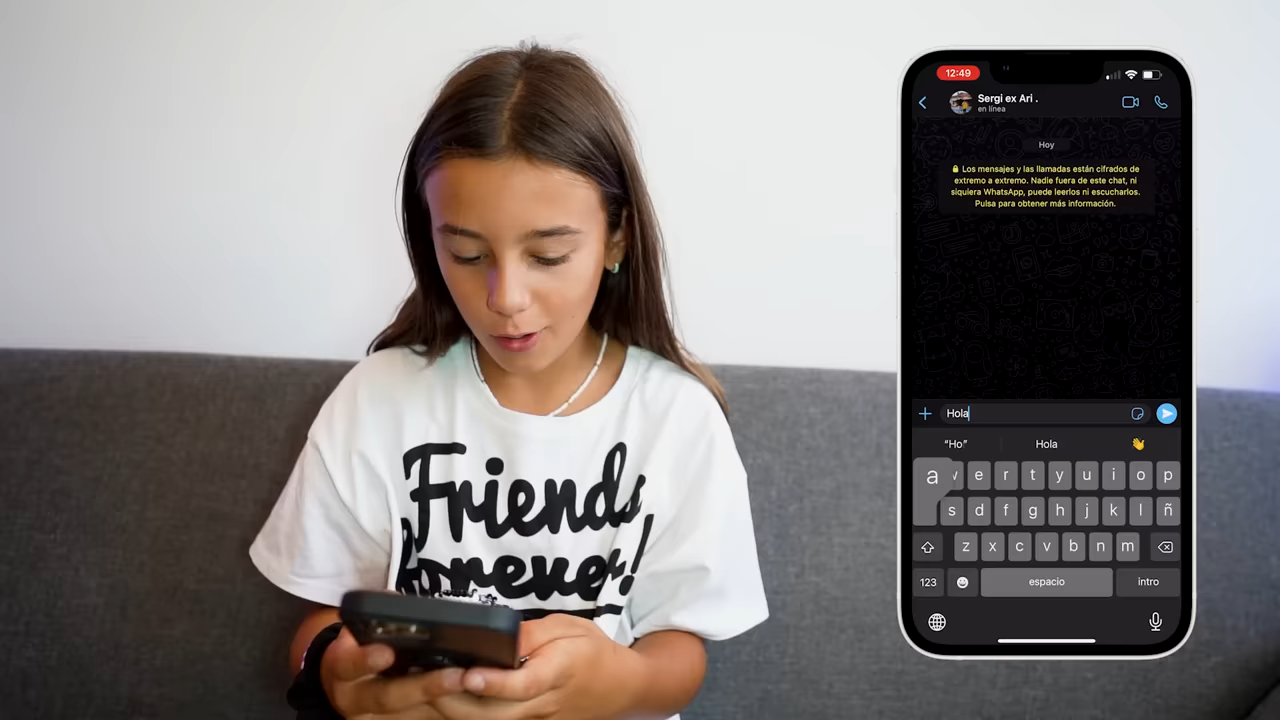 Friends
forever!
12:49
Sergi ex Ari .
en línea
Hoy
Los mensajes y las llamadas están cifrados de
extremo a extremo. Nadie fuera de este chat, ni
siquiera WhatsApp, puede leerlos ni escucharlos.
Pulsa para obtener más información.
Hola
"Ho" Hola 👋
a e r t y u i o p
s d f g h j k l ñ
z x c v b n m
123 espacio intro